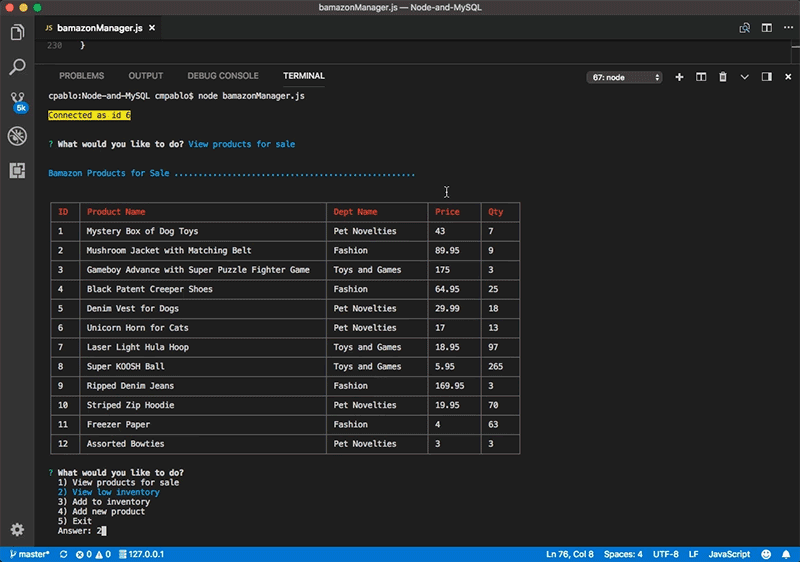 bamazonManager.js — Node-and-MySQL
JS bamazonManager.js ×
230 }
PROBLEMS OUTPUT DEBUG CONSOLE TERMINAL 67: node
cpablo:Node-and-MySQL cmpablo$ node bamazonManager.js
Connected as id 6
5k
? What would you like to do? View products for sale
Bamazon Products for Sale ..................................................
ID Product Name Dept Name Price Qty
1 Mystery Box of Dog Toys Pet Novelties 43 7
2 Mushroom Jacket with Matching Belt Fashion 89.95 9
3 Gameboy Advance with Super Puzzle Fighter Game Toys and Games 175 3
4 Black Patent Creeper Shoes Fashion 64.95 25
5 Denim Vest for Dogs Pet Novelties 29.99 18
6 Unicorn Horn for Cats Pet Novelties 17 13
7 Laser Light Hula Hoop Toys and Games 18.95 97
8 Super KOOSH Ball Toys and Games 5.95 265
9 Ripped Denim Jeans Fashion 169.95 3
10 Striped Zip Hoodie Pet Novelties 19.95 70
11 Freezer Paper Fashion 4 63
12 Assorted Bowties Pet Novelties 3 3
? What would you like to do?
1) View products for sale
2) View low inventory
3) Add to inventory
4) Add new product
5) Exit
Answer: 2
master* 0 0 127.0.0.1 Ln 76, Col 8 Spaces: 4 UTF-8 LF JavaScript